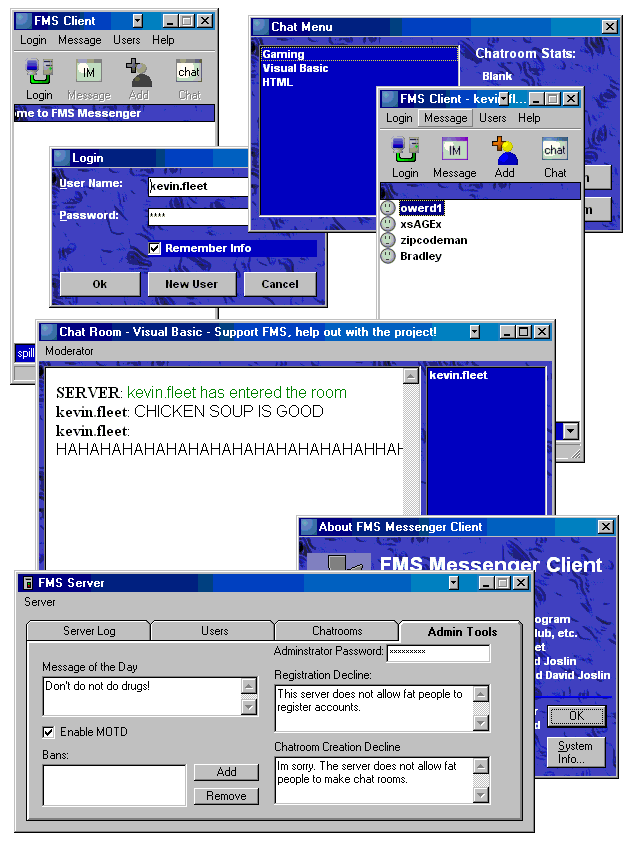 FMS Client
Login Message Users Help
Login Message Add Chat
IM
chat
ome to FMS Messenger
spill
Chat Menu
Gaming
Visual Basic
HTML
Chatroom Stats:
Blank
FMS Client - kevin.fl...
Login Message Users Help
IM
chat
Login Message Add Chat
owerd1
xsAGEx
zipcodeman
Bradley
Login
User Name: kevin.fleet
Password: ****
Remember Info
Ok New User Cancel
Chat Room - Visual Basic - Support FMS, help out with the project!
Moderator
SERVER: kevin.fleet has entered the room
kevin.fleet: CHICKEN SOUP IS GOOD
kevin.fleet:
HAHAHAHAHAHAHAHAHAHAHAHAHAHAHHAH
kevin.fleet
About FMS Messenger Client
FMS Messenger Client
ogram
lub, etc.
et
d Joslin
d David Joslin
OK
System
Info...
FMS Server
Server
Server Log Users Chatrooms Admin Tools
Adminstrator Password: xxxxxxxxx
Message of the Day
Don't do not do drugs!
Enable MOTD
Bans:
Add
Remove
Registration Decline:
This server does not allow fat people to
register accounts.
Chatroom Creation Decline
Im sorry. The server does not allow fat
people to make chat rooms.